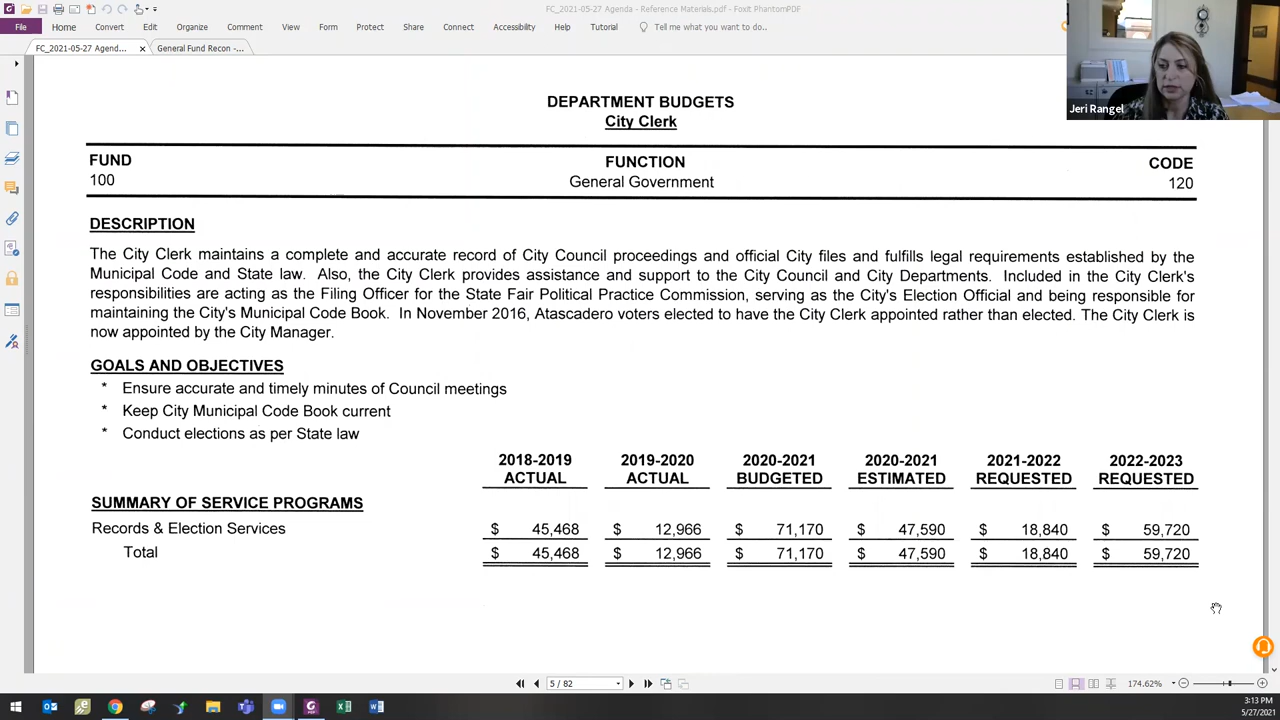 FC_2021-05-27 Agenda - Reference Materials.pdf - Foxit PhantomPDF
File Home Convert Edit Organize Comment View Form Protect Share Connect Accessibility Help Tutorial Tell me what you want to do..
FC_2021-05-27 Agend... General Fund Recon -...
Jeri Rangel
DEPARTMENT BUDGETS
City Clerk
FUND FUNCTION CODE
100 General Government 120
DESCRIPTION
The City Clerk maintains a complete and accurate record of City Council proceedings and official City files and fulfills legal requirements established by the
Municipal Code and State law. Also, the City Clerk provides assistance and support to the City Council and City Departments. Included in the City Clerk's
responsibilities are acting as the Filing Officer for the State Fair Political Practice Commission, serving as the City's Election Official and being responsible for
maintaining the City's Municipal Code Book. In November 2016, Atascadero voters elected to have the City Clerk appointed rather than elected. The City Clerk is
now appointed by the City Manager.
GOALS AND OBJECTIVES
* Ensure accurate and timely minutes of Council meetings
* Keep City Municipal Code Book current
* Conduct elections as per State law
2018-2019 2019-2020 2020-2021 2020-2021 2021-2022 2022-2023
ACTUAL ACTUAL BUDGETED ESTIMATED REQUESTED REQUESTED
SUMMARY OF SERVICE PROGRAMS
Records & Election Services $ 45,468 $ 12,966 $ 71,170 $ 47,590 $ 18,840 $ 59,720
Total $ 45,468 $ 12,966 $ 71,170 $ 47,590 $ 18,840 $ 59,720
5 / 82 174.62%
3:13 PM
5/27/2021